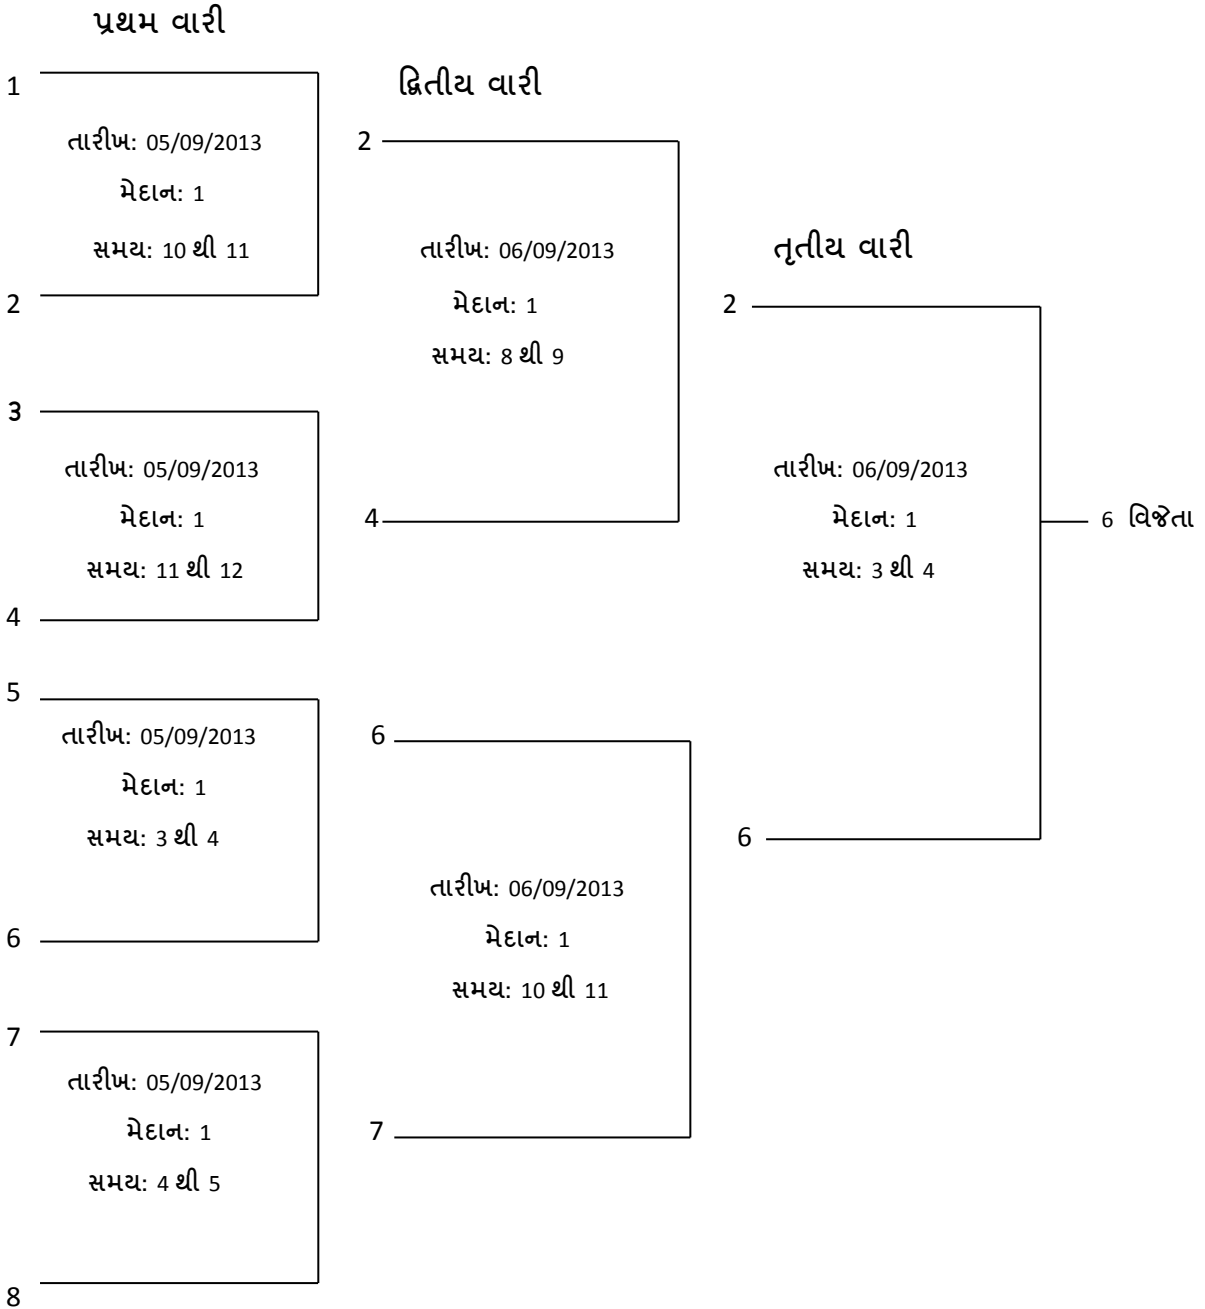 પ્રથમ વારી
1
તારીખ: 05/09/2013
મેદાન: 1
સમય: 10 થી 11
2
3
તારીખ: 05/09/2013
મેદાન: 1
સમય: 11 થી 12
4
5
તારીખ: 05/09/2013
મેદાન: 1
સમય: 3 થી 4
6
7
તારીખ: 05/09/2013
મેદાન: 1
સમય: 4 થી 5
8
દ્વિતીય વારી
2
તારીખ: 06/09/2013
મેદાન: 1
સમય: 8 થી 9
4
6
તારીખ: 06/09/2013
મેદાન: 1
સમય: 10 થી 11
7
તૃતીય વારી
2
તારીખ: 06/09/2013
મેદાન: 1
સમય: 3 થી 4
6
6 વિજેતા